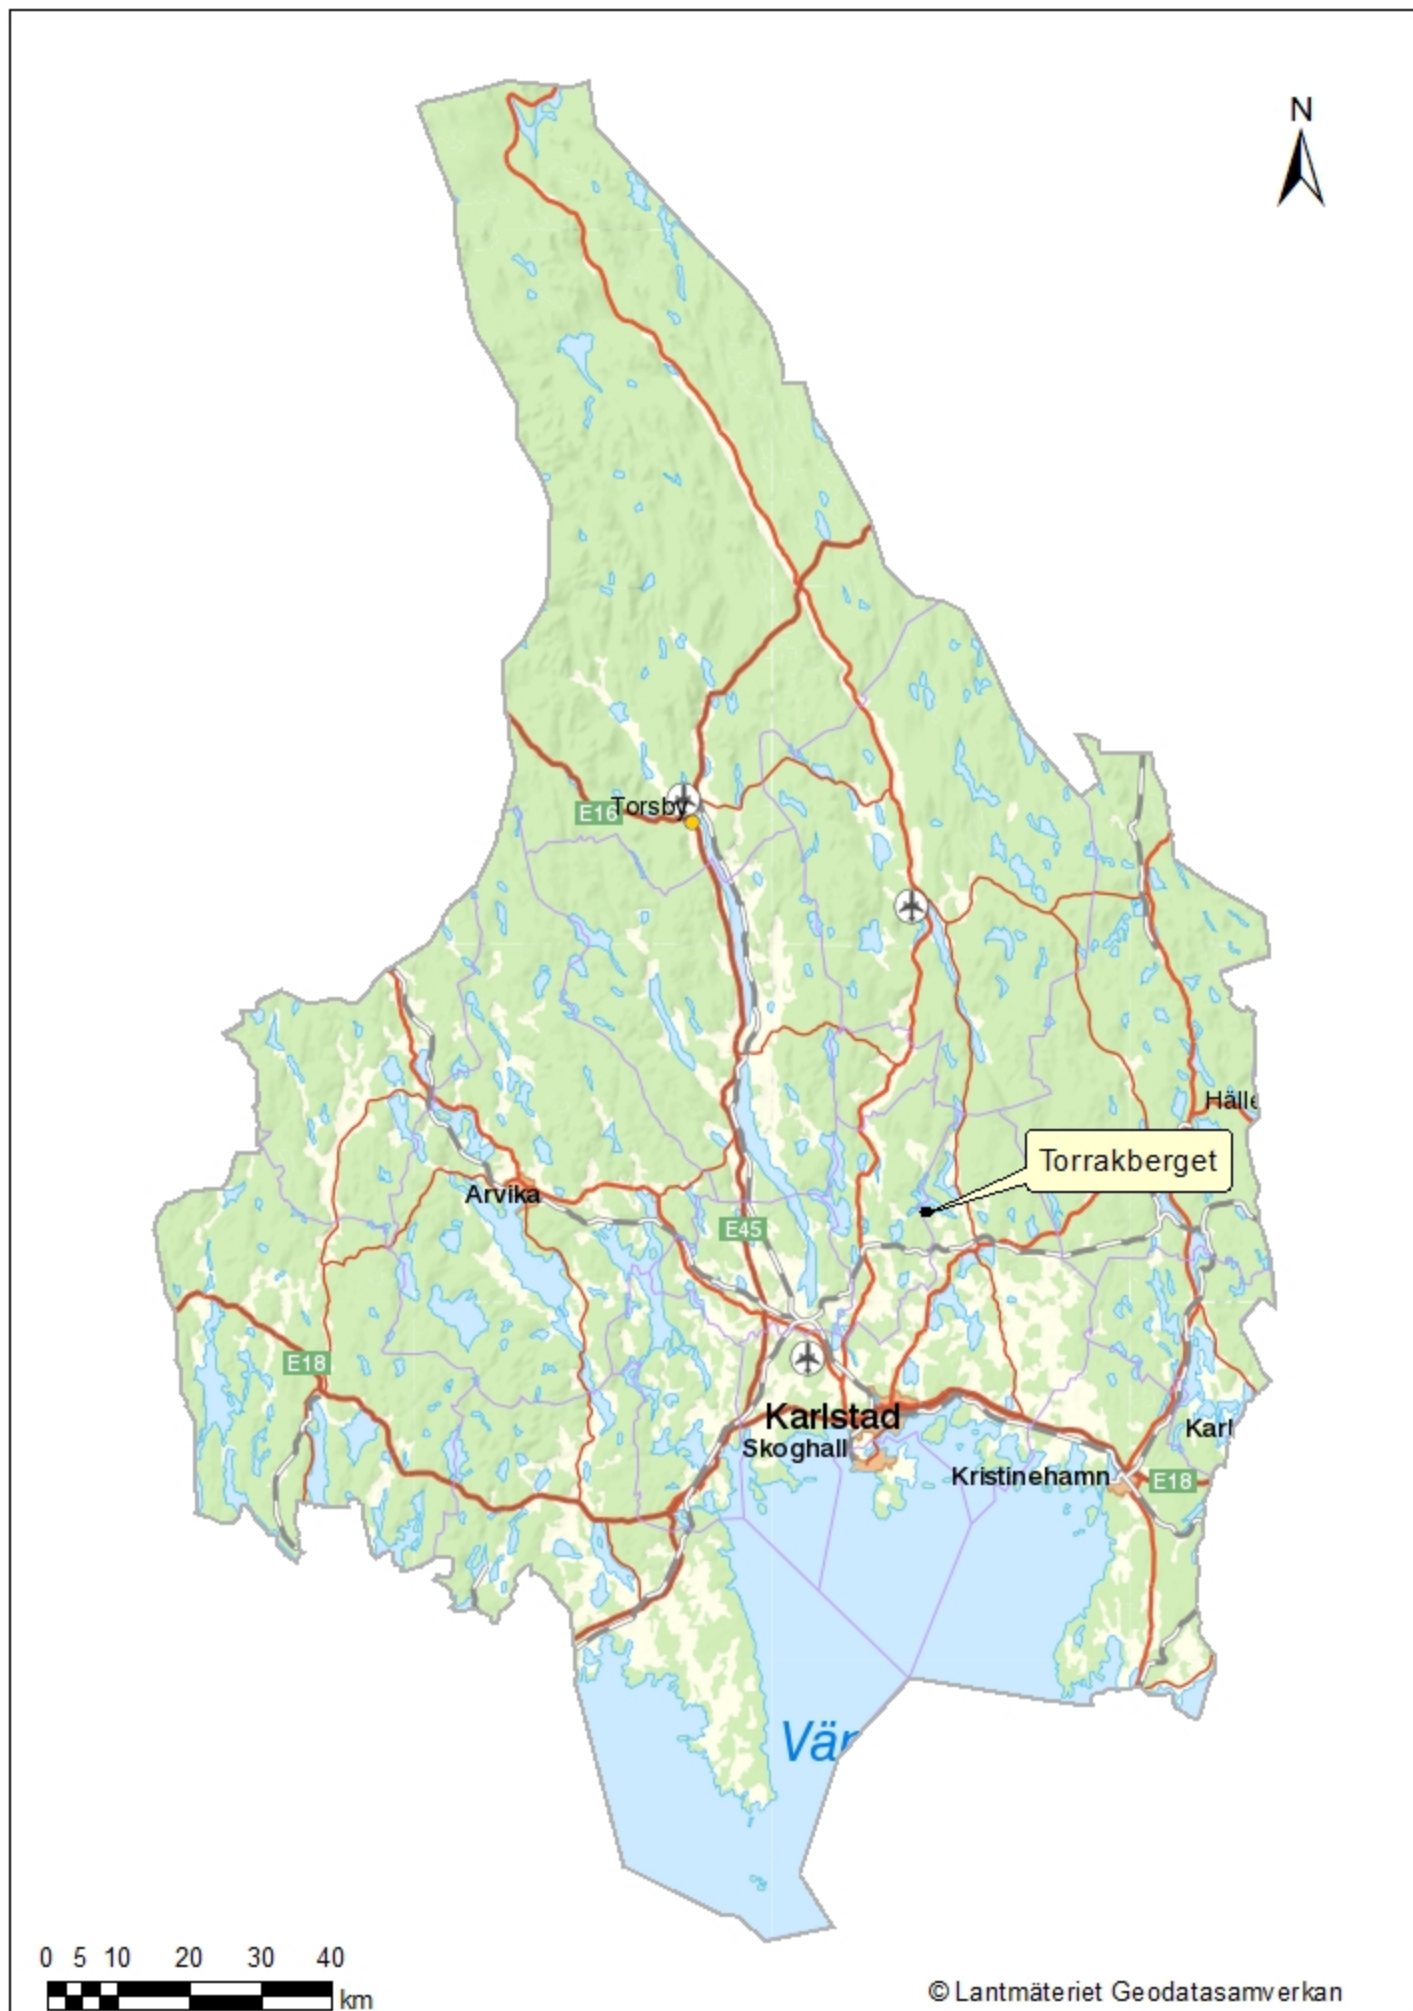 N
Torsby
E16
Hälle
Torrakberget
Arvika
E45
E18
Karlstad
Skoghall
Karl
Kristinehamn
E18
Vär
0 5 10 20 30 40
km
© Lantmäteriet Geodatasamverkan